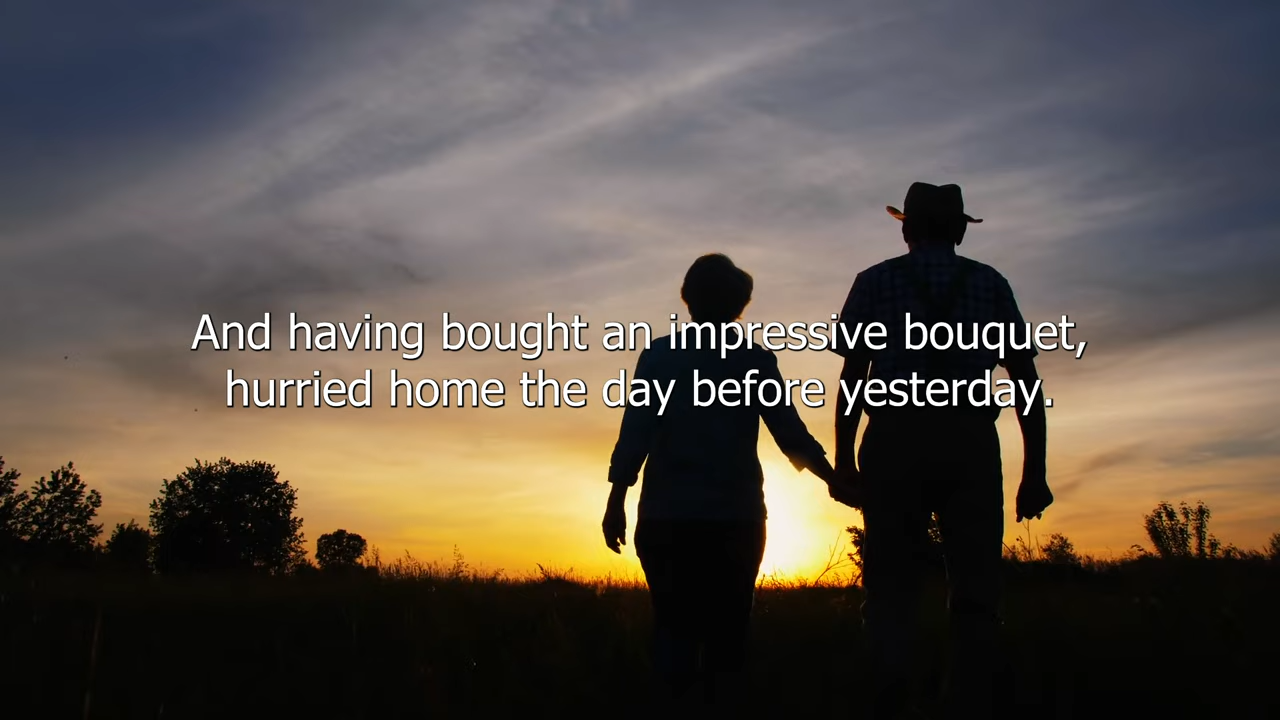 And having bought an impressive bouquet,
hurried home the day before yesterday.